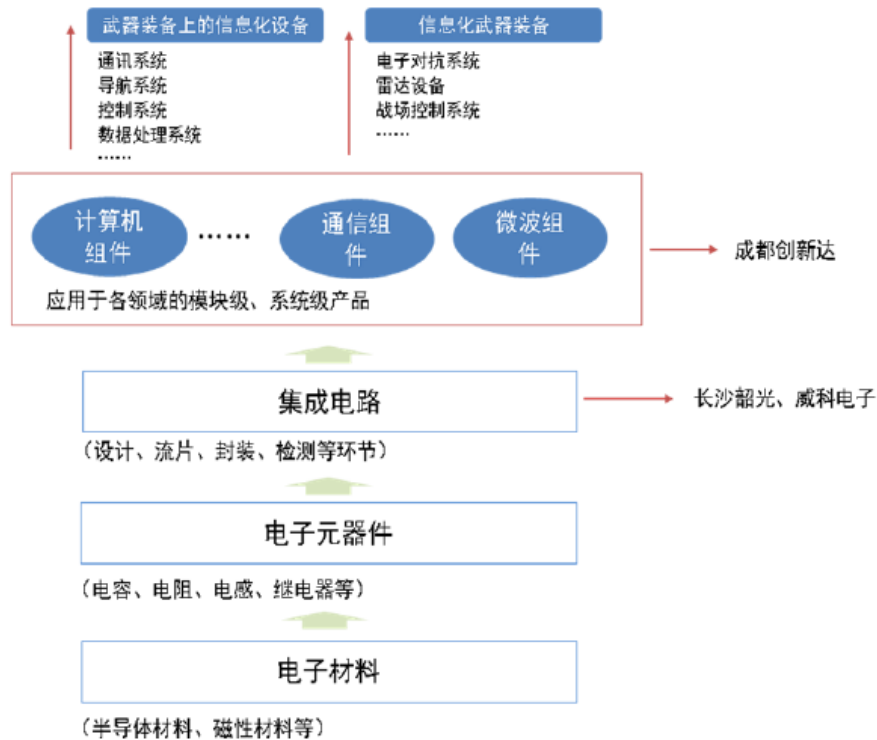 武器装备上的信息化设备
信息化武器装备
通讯系统
导航系统
控制系统
数据处理系统
……
电子对抗系统
雷达设备
战场控制系统
……
计算机
组件
……
通信组
件
微波组
件
应用于各领域的模块级、系统级产品
成都创新达
集成电路
长沙韶光、威科电子
（设计、流片、封装、检测等环节）
电子元器件
（电容、电阻、电感、继电器等）
电子材料
（半导体材料、磁性材料等）